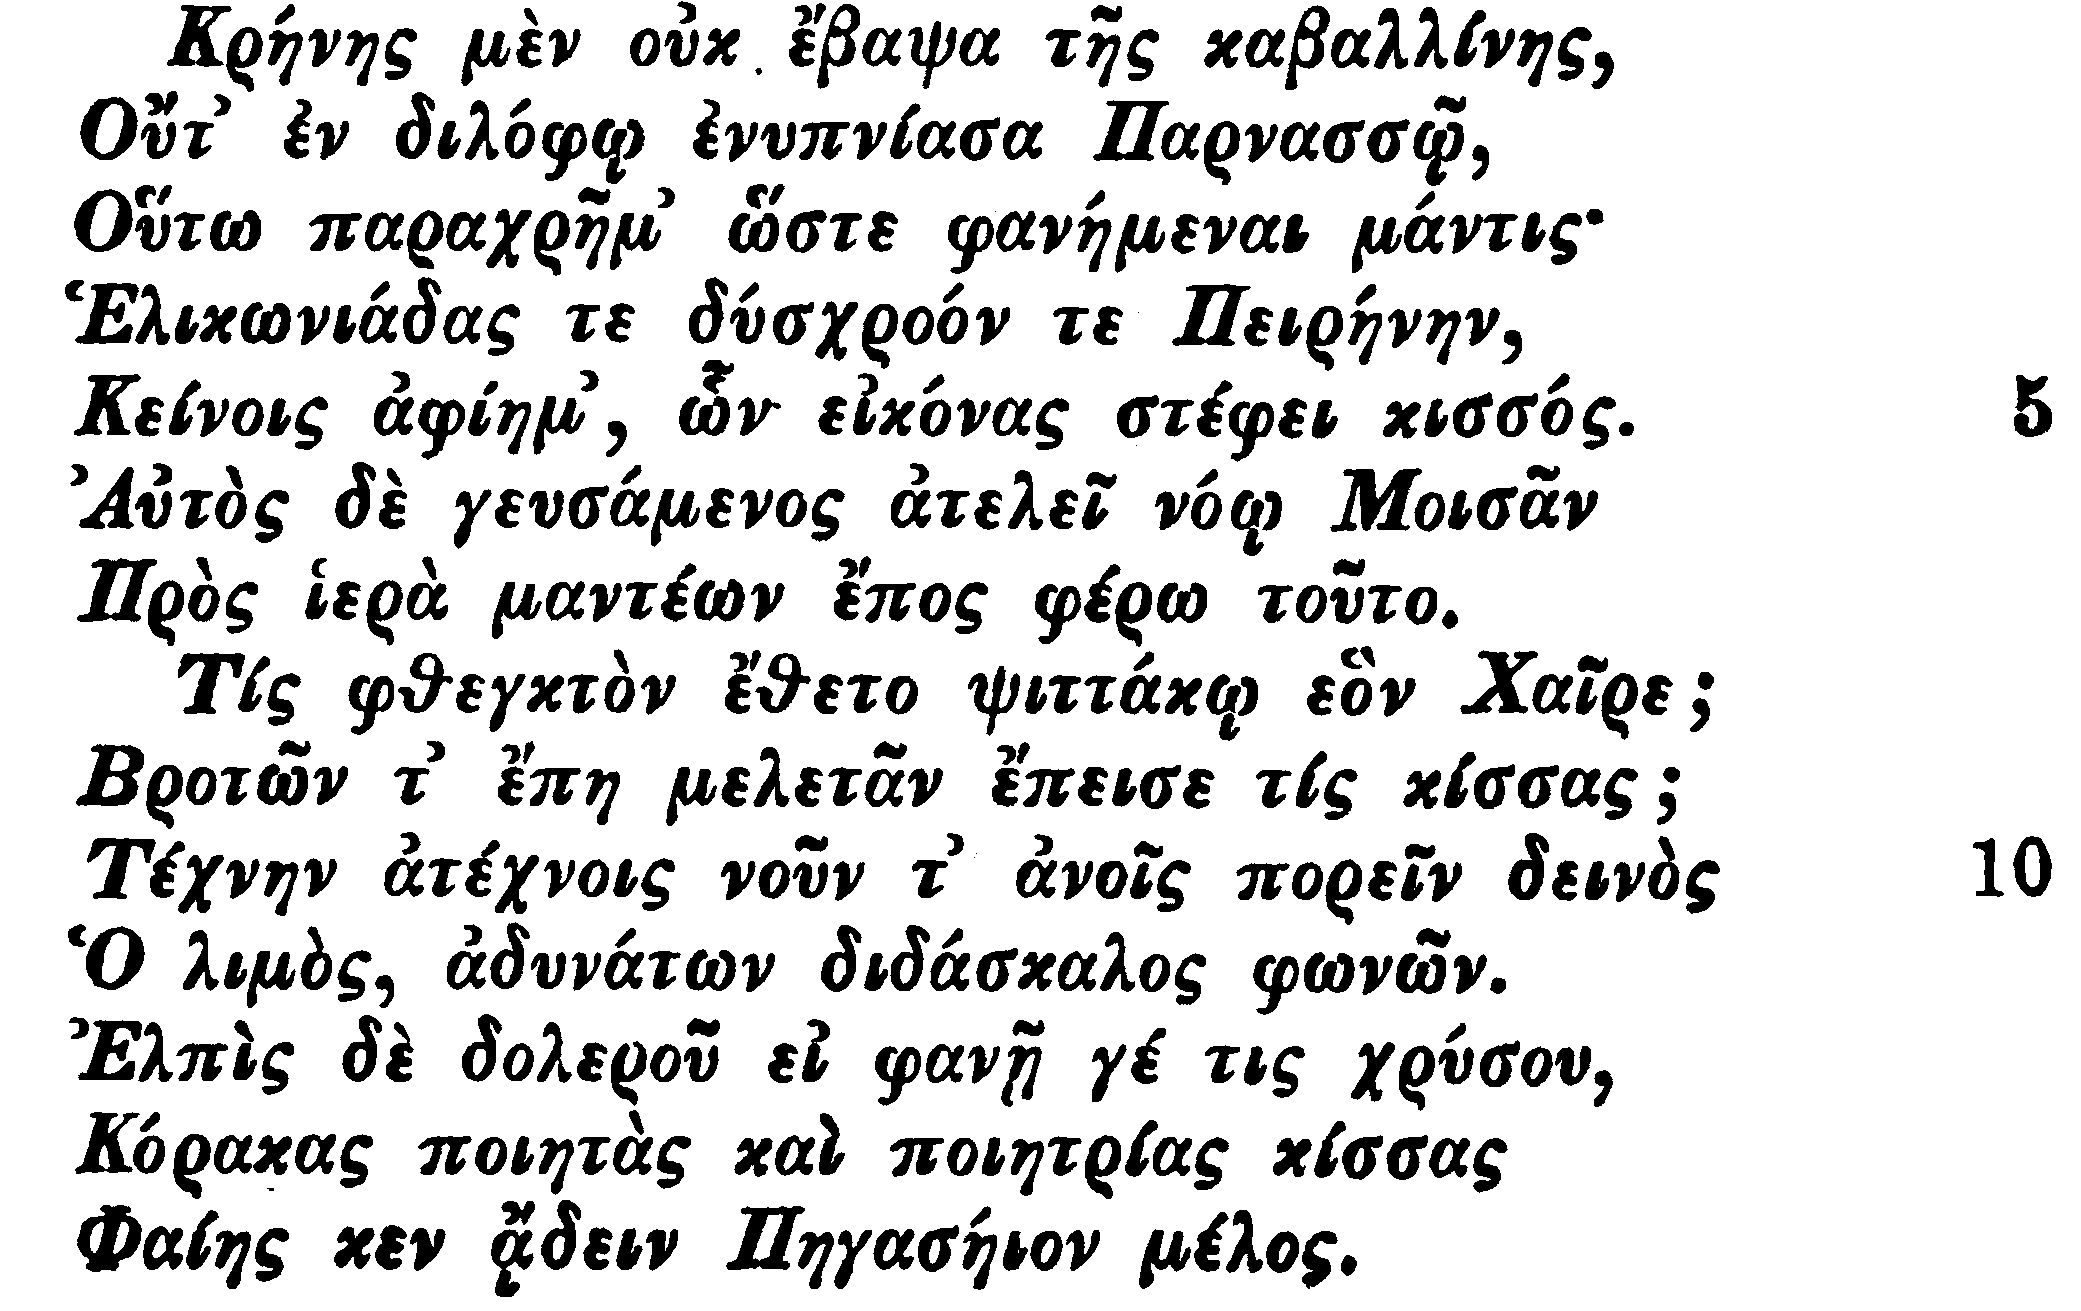 Κρήνης μὲν οὐκ ἔβαψα τῆς καβαλλίνης,
Οὔτ᾽ ἐν διλόφῳ ἐνυπνίασα Παρνασσῷ,
Οὕτω παραχρῆμ᾽ ὥστε φανήμεναι μάντις·
Ἑλικωνιάδας τε δύσχροόν τε Πειρήνην,
Κείνοις ἀφίημ᾽, ὧν εἰκόνας στέφει κισσός. 5
Αὐτὸς δὲ γευσάμενος ἀτελεῖ νόῳ Μοισᾶν
Πρὸς ἱερὰ μαντέων ἔπος φέρω τοῦτο.
Τίς φθεγκτὸν ἔθετο ψιττάκῳ ἑὸν Χαῖρε;
Βροτῶν τ᾽ ἔπη μελετᾶν ἔπεισε τίς κίσσας;
Τέχνην ἀτέχνοις νοῦν τ᾽ ἀνοῖς πορεῖν δεινὸς 10
Ὁ λιμὸς, ἀδυνάτων διδάσκαλος φωνῶν.
Ἐλπὶς δὲ δολεροῦ εἰ φανῇ γέ τις χρύσου,
Κόρακας ποιητὰς καὶ ποιητρίας κίσσας
Φαίης κεν ᾄδειν Πηγασήιον μέλος.